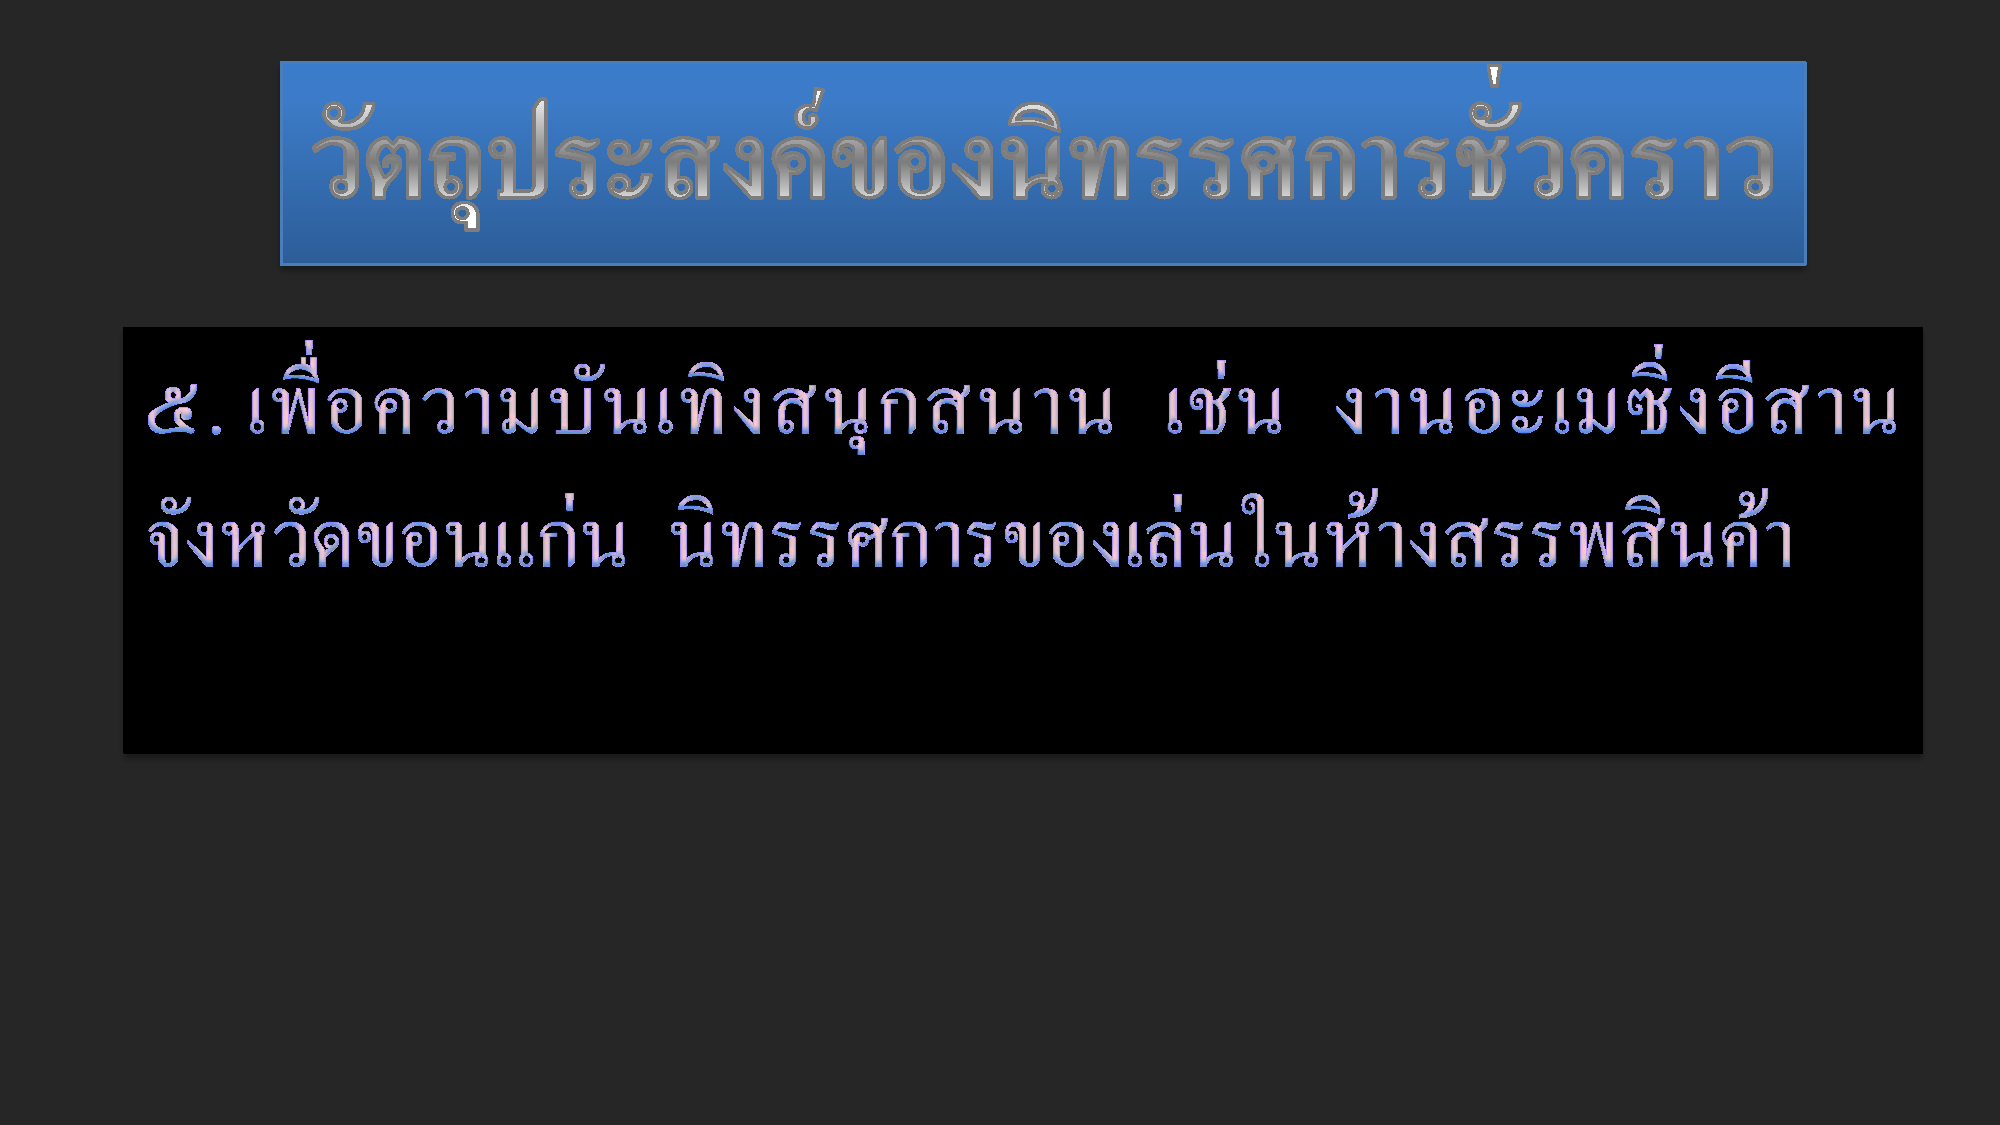 วัตถุประสงค์ของนิทรรศการชั่วคราว
๕. เพื่อความบันเทิงสนุกสนาน เช่น งานอะเมซิ่งอีสาน
จังหวัดขอนแก่น นิทรรศการของเล่นในห้างสรรพสินค้า